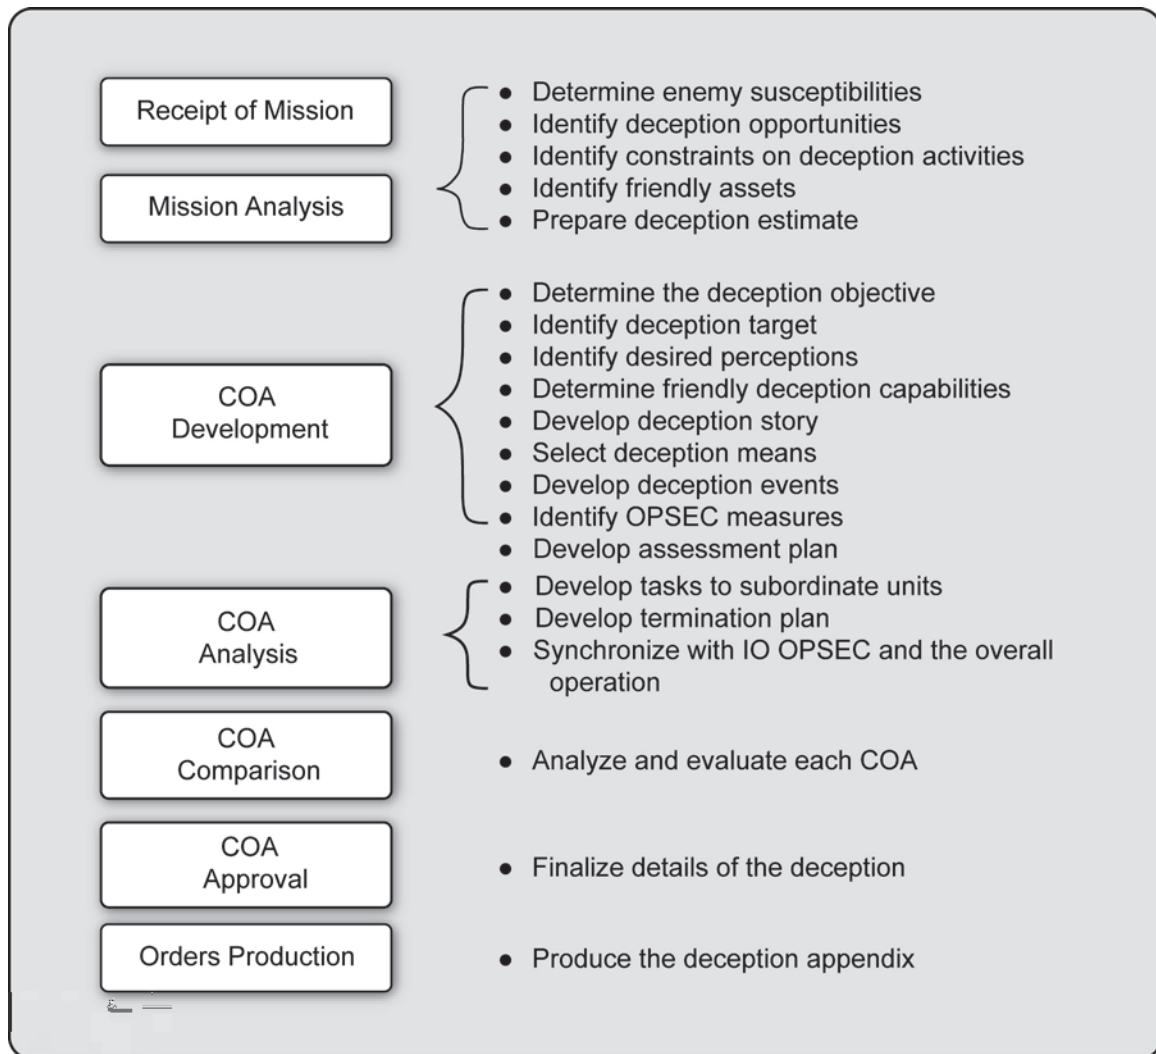 Receipt of Mission
Mission Analysis
● Determine enemy susceptibilities
● Identify deception opportunities
● Identify constraints on deception activities
● Identify friendly assets
● Prepare deception estimate
COA
Development
● Determine the deception objective
● Identify deception target
● Identify desired perceptions
● Determine friendly deception capabilities
● Develop deception story
● Select deception means
● Develop deception events
● Identify OPSEC measures
● Develop assessment plan
COA
Analysis
● Develop tasks to subordinate units
● Develop termination plan
● Synchronize with IO OPSEC and the overall
operation
COA
Comparison
● Analyze and evaluate each COA
COA
Approval
● Finalize details of the deception
Orders Production
● Produce the deception appendix